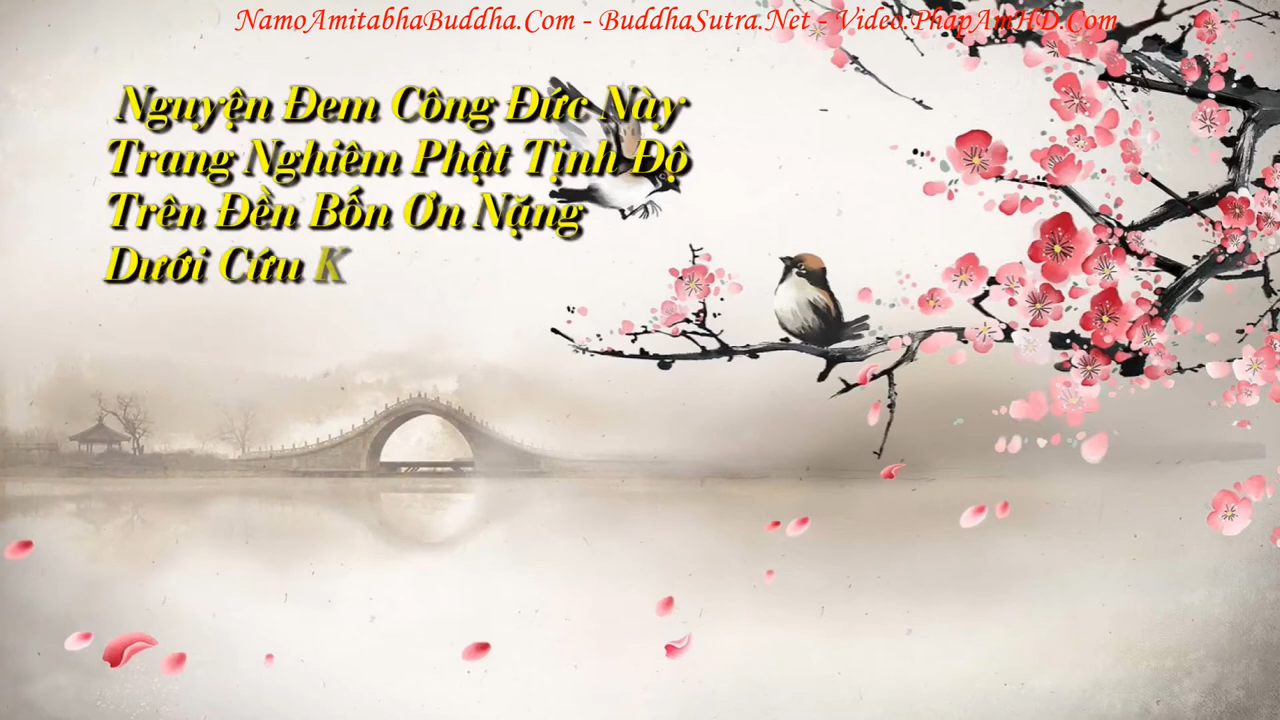 NamoAmitabhaBuddha.Com - BuddhaSutra.Net - Video.PhapAmHD.Com
Nguyện Đem Công Đức Này
Trang Nghiêm Phật Tịnh Độ
Trên Đền Bốn Ơn Nặng
Dưới Cứu K